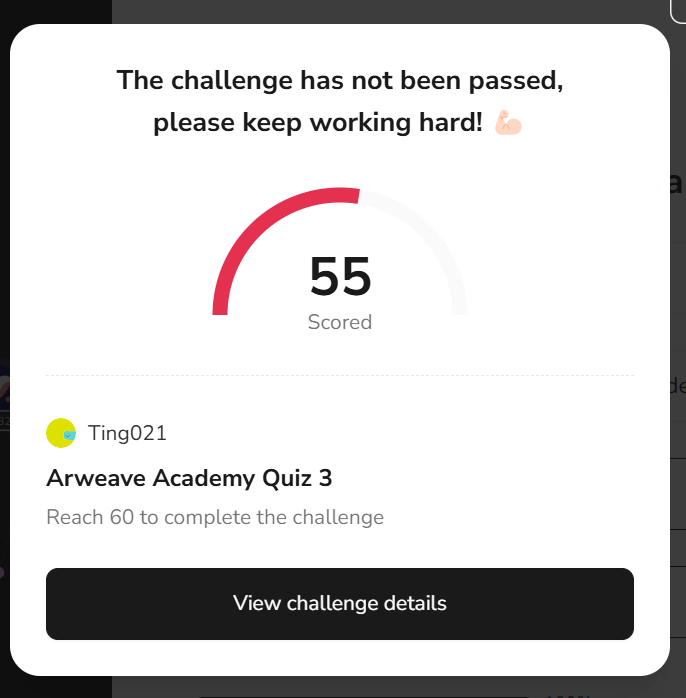 The challenge has not been passed,
please keep working hard! 💪🏻
55
Scored
Ting021
Arweave Academy Quiz 3
Reach 60 to complete the challenge
View challenge details